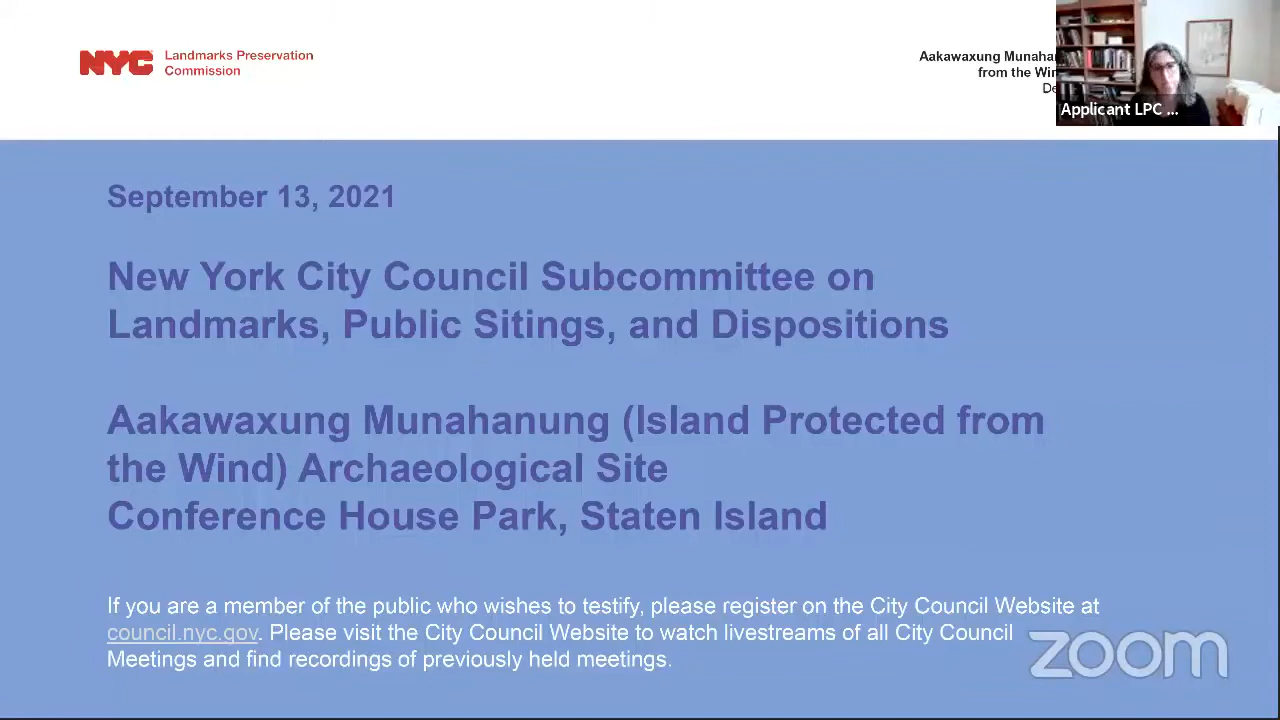 NYC
Landmarks Preservation
Commission
Aakawaxung
from the
Applicant LPC ...
September 13, 2021
New York City Council Subcommittee on
Landmarks, Public Sitings, and Dispositions
Aakawaxung Munahanung (Island Protected from
the Wind) Archaeological Site
Conference House Park, Staten Island
If you are a member of the public who wishes to testify, please register on the City Council Website at
council.nyc.gov. Please visit the City Council Website to watch livestreams of all City Council
Meetings and find recordings of previously held meetings.
zoom